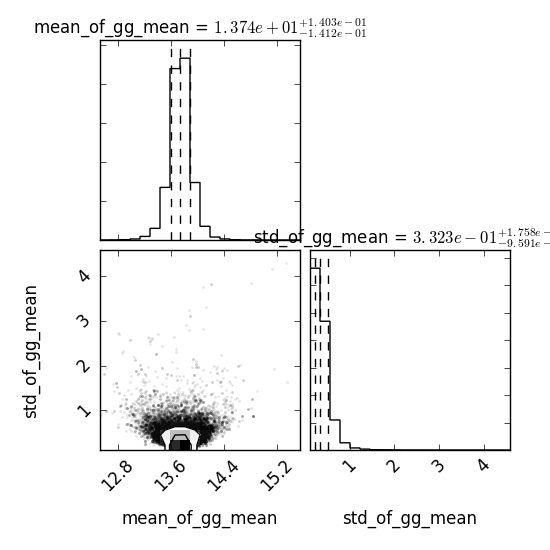 mean_of_gg_mean = 1.374e + 01 +1.403e−01 −1.412e−01
std_of_gg_mean = 3.323e − 01 +1.758e− −9.591e−
std_of_gg_mean
4
3
2
1
12.8 13.6 14.4 15.2
1 2 3 4
mean_of_gg_mean
std_of_gg_mean